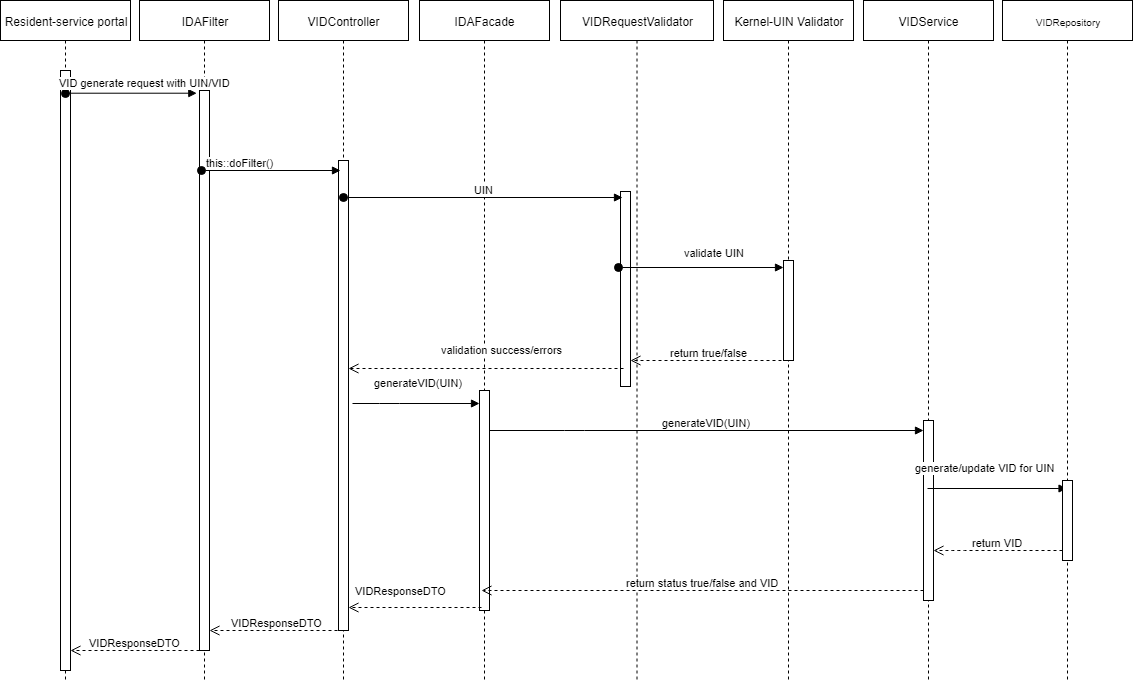 Resident-service portal
IDAFilter
VIDController
IDAFacade
VIDRequestValidator
Kernel-UIN Validator
VIDService
VIDRepository
VID generate request with UIN/VID
this::doFilter()
UIN
validate UIN
validation success/errors
return true/false
generateVID(UIN)
generateVID(UIN)
generate/update VID for UIN
return VID
return status true/false and VID
VIDResponseDTO
VIDResponseDTO
VIDResponseDTO